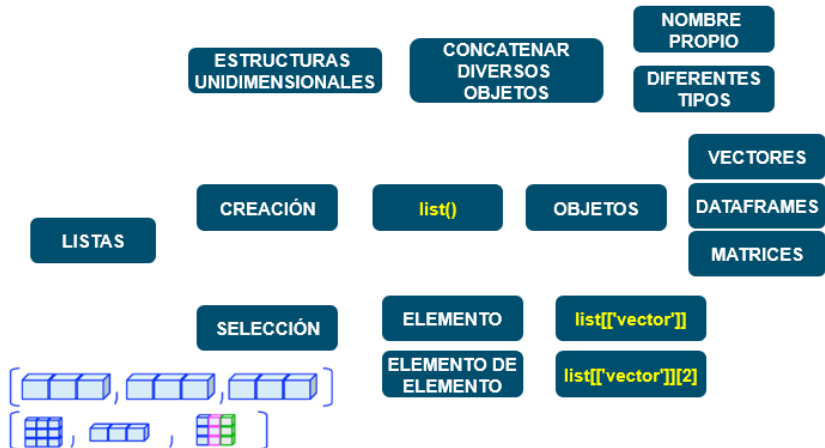 ESTRUCTURAS
UNIDIMENSIONALES
CONCATENAR
DIVERSOS
OBJETOS
NOMBRE
PROPIO
DIFERENTES
TIPOS
LISTAS
CREACIÓN
list()
OBJETOS
VECTORES
DATAFRAMES
MATRICES
SELECCIÓN
ELEMENTO
list[['vector']]
ELEMENTO DE
ELEMENTO
list[['vector']][2]